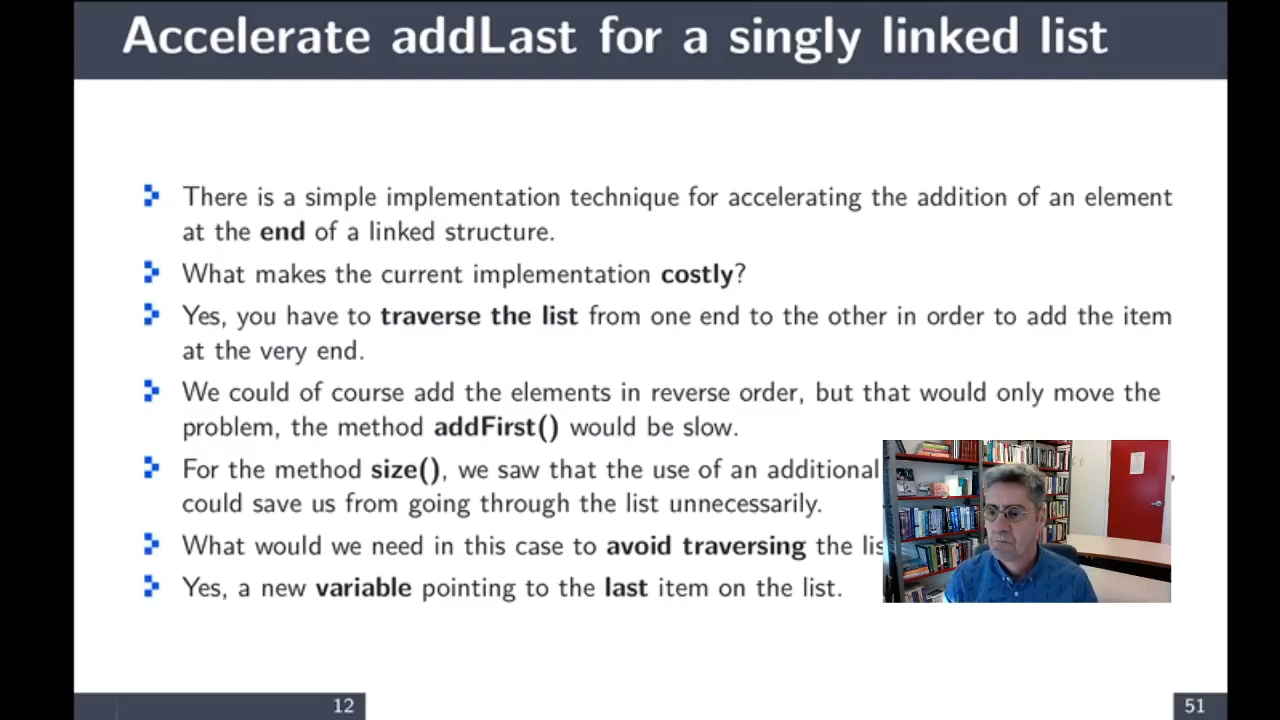 Accelerate addLast for a singly linked list
There is a simple implementation technique for accelerating the addition of an element
at the end of a linked structure.
What makes the current implementation costly?
Yes, you have to traverse the list from one end to the other in order to add the item
at the very end.
We could of course add the elements in reverse order, but that would only move the
problem, the method addFirst() would be slow.
For the method size(), we saw that the use of an additional
could save us from going through the list unnecessarily.
What would we need in this case to avoid traversing the
Yes, a new variable pointing to the last item on the list.
12
51